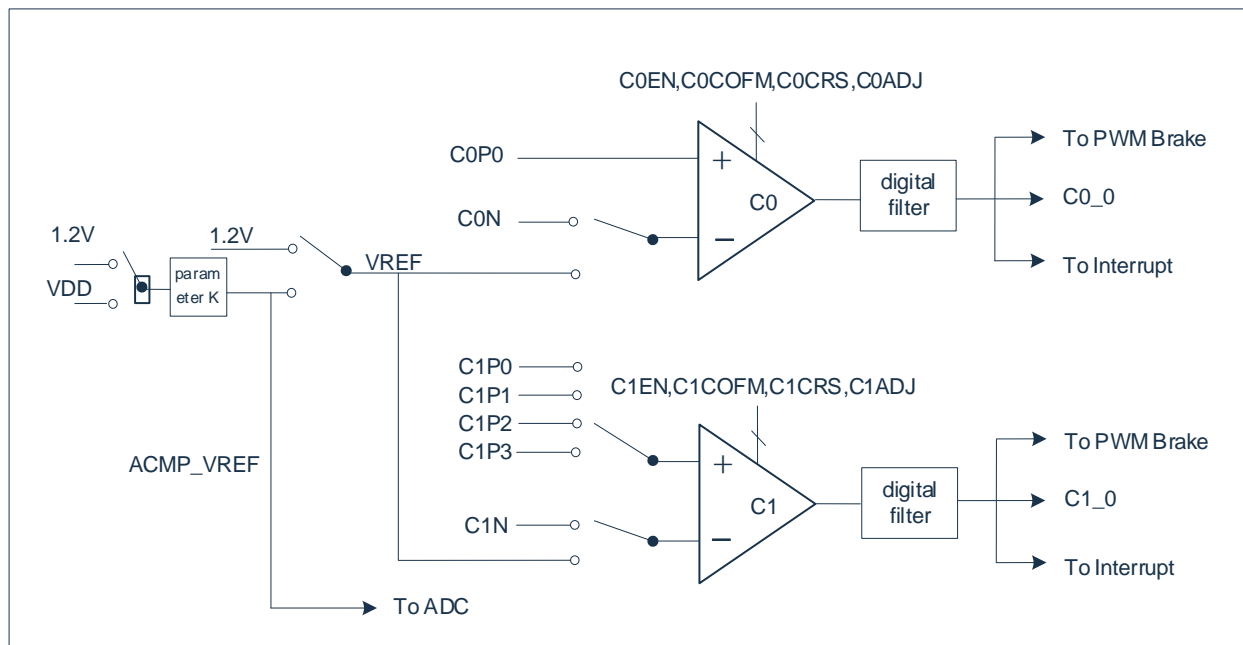 C0EN,C0COFM,C0CRS,C0ADJ
C0P0
+
To PWM Brake
C0
digital
filter
C0_0
C0N
−
1.2V
1.2V
VREF
To Interrupt
VDD
param
eter K
C1P0
C1P1
C1P2
C1P3
C1EN,C1COFM,C1CRS,C1ADJ
+
To PWM Brake
ACMP_VREF
C1
digital
filter
C1_0
C1N
−
To Interrupt
To ADC